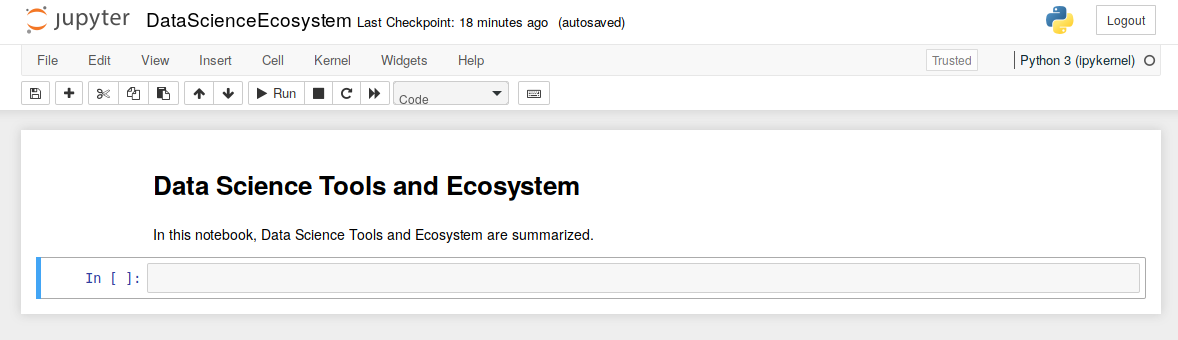 jupyter DataScienceEcosystem Last Checkpoint: 18 minutes ago (autosaved) Logout
File Edit View Insert Cell Kernel Widgets Help Trusted Python 3 (ipykernel)
Run Code
Data Science Tools and Ecosystem
In this notebook, Data Science Tools and Ecosystem are summarized.
In [ ]: